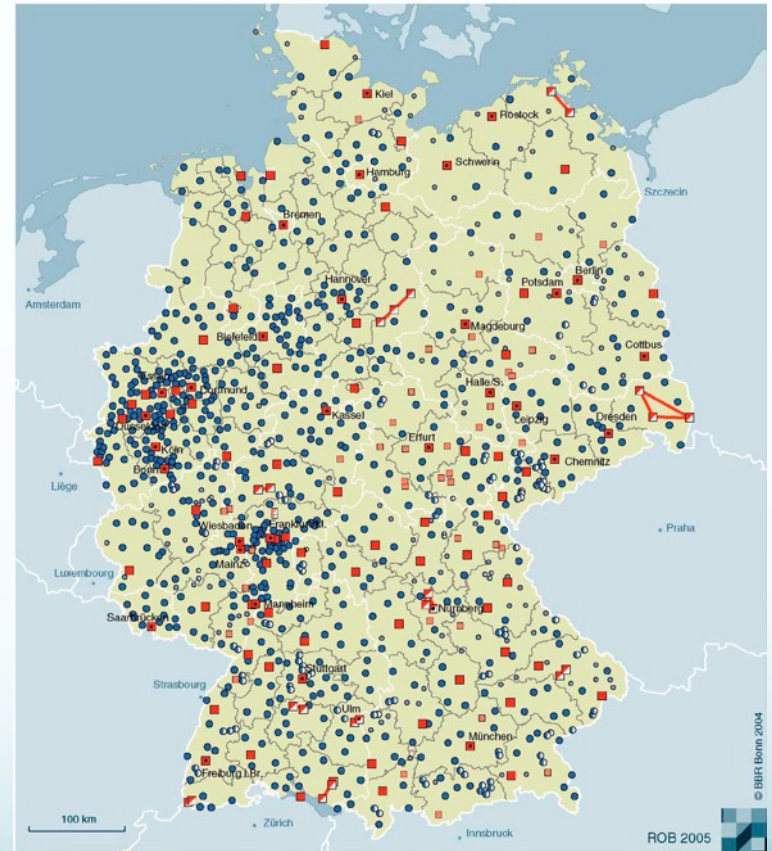 Kiel
Rostock
Schwerin
Hamburg
Szczecin
Bremen
Amsterdam
Hannover
Berlin
Potsdam
Bielefeld
Magdeburg
Cottbus
Essen
Dortmund
Halle/S.
Kassel
Leipzig
Dresden
Düsseldorf
Erfurt
Köln
Chemnitz
Bonn
Liège
Wiesbaden
Frankfurt/M.
Praha
Mainz
Luxembourg
Mannheim
Nürnberg
Saarbrücken
Stuttgart
Strasbourg
Ulm
München
Freiburg i.Br.
100 km
Zürich
Innsbruck
© BBR Bonn 2004
ROB 2005